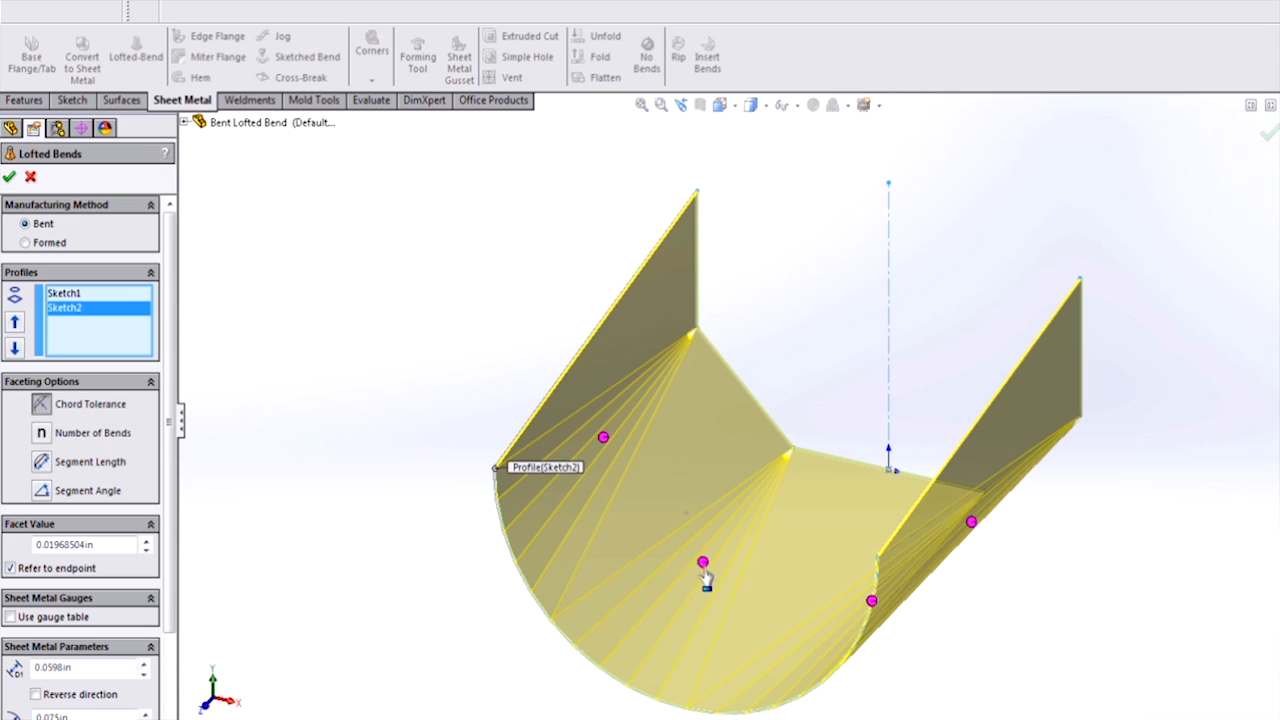 Base Flange/Tab
Convert to Sheet Metal
Lofted-Bend
Edge Flange
Miter Flange
Hem
Jog
Sketched Bend
Cross-Break
Corners
Forming Tool
Sheet Metal Gusset
Extruded Cut
Simple Hole
Vent
Unfold
Fold
Flatten
No Bends
Rip
Insert Bends
Features Sketch Surfaces Sheet Metal Weldments Mold Tools Evaluate DimXpert Office Products
Bent Lofted Bend (Default...
Lofted Bends ?
Manufacturing Method
Bent
Formed
Profiles
Sketch1
Sketch2
Faceting Options
Chord Tolerance
n Number of Bends
Segment Length
Segment Angle
Facet Value
0.01968504in
Refer to endpoint
Sheet Metal Gauges
Use gauge table
Sheet Metal Parameters
D1 0.0598in
Reverse direction
0.075in
Profile(Sketch2)
Y
X
Z